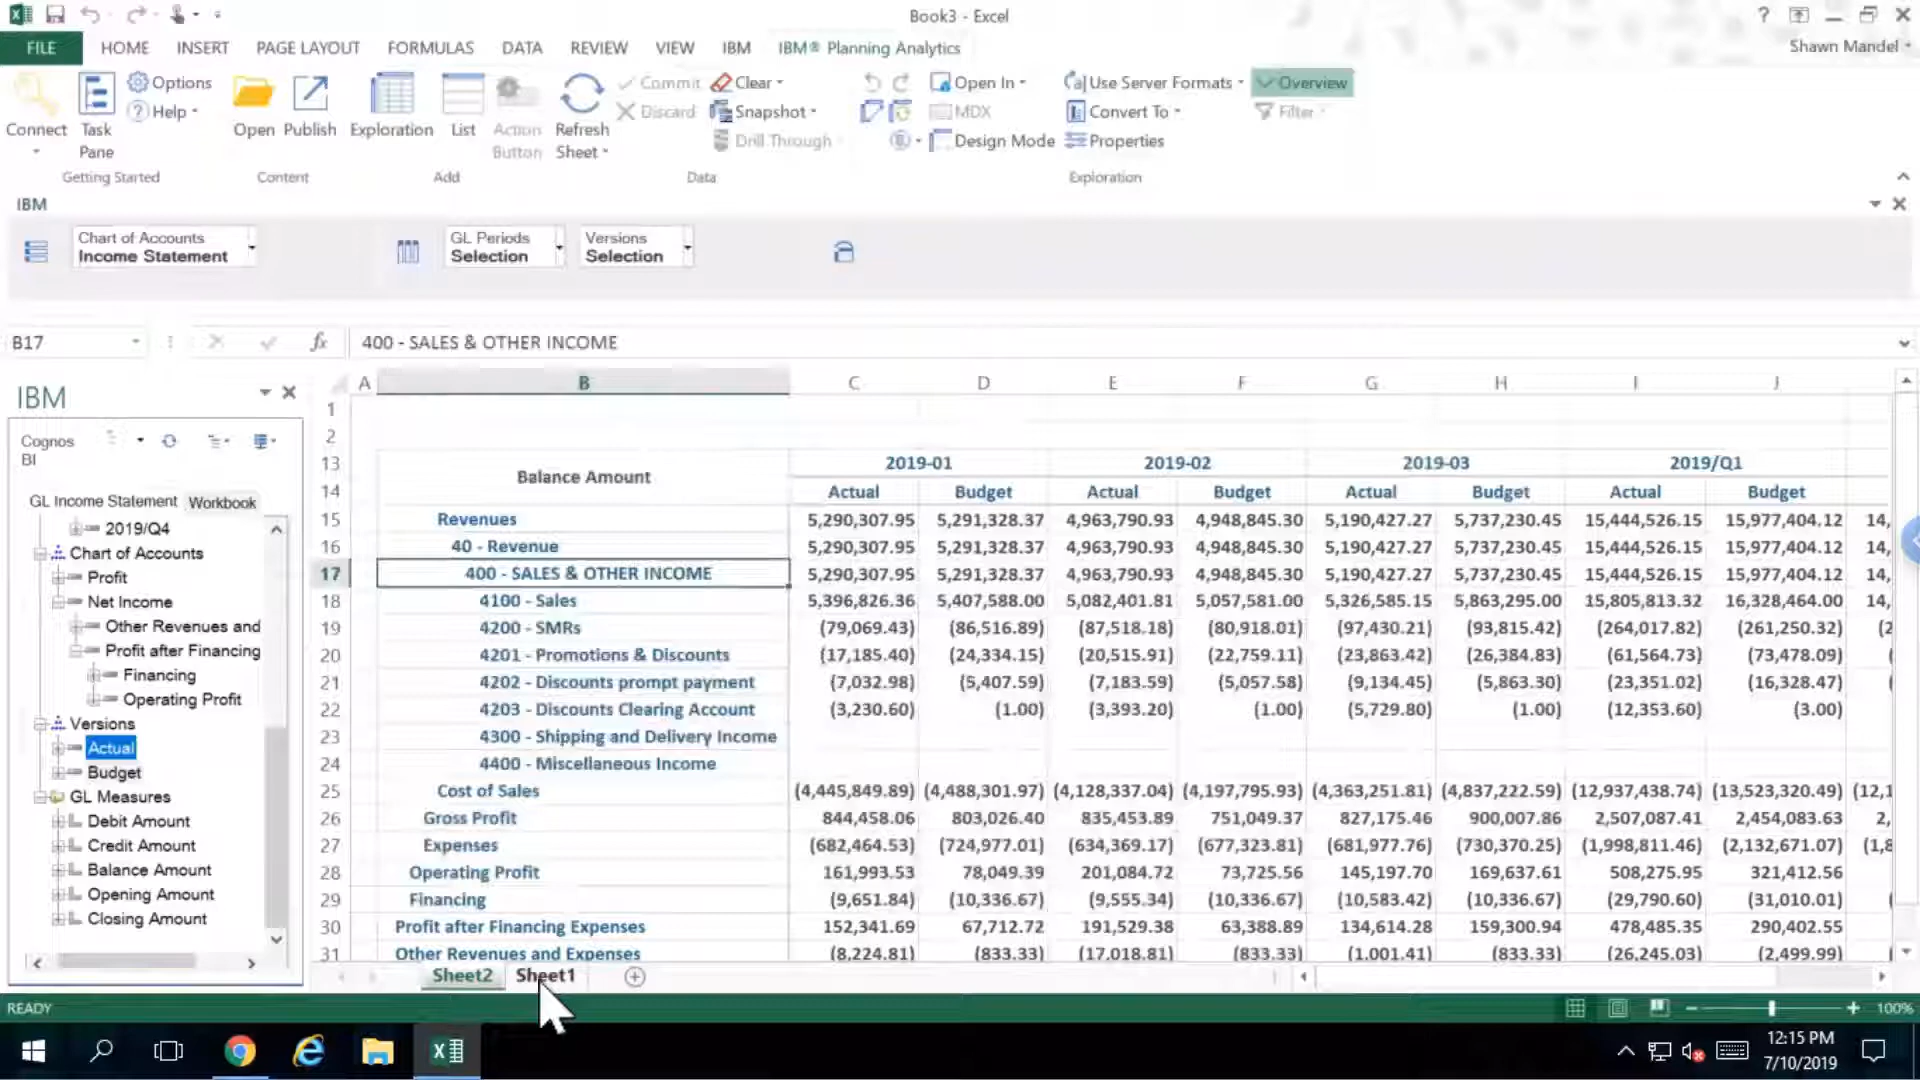 Book3 - Excel
?
FILE HOME INSERT PAGE LAYOUT FORMULAS DATA REVIEW VIEW IBM IBM® Planning Analytics Shawn Mandel
Connect
Task Pane
Options
Help
Open
Publish
Exploration
List
Action Button
Refresh Sheet
Commit
Discard
Clear
Snapshot
Drill Through
Open In
MDX
Design Mode
Use Server Formats
Convert To
Properties
Overview
Filter
Getting Started Content Add Data Exploration
IBM
Chart of Accounts
Income Statement
GL Periods
Selection
Versions
Selection
B17 fx 400 - SALES & OTHER INCOME
IBM
Cognos BI
GL Income Statement Workbook
2019/Q4
Chart of Accounts
Profit
Net Income
Other Revenues and
Profit after Financing
Financing
Operating Profit
Versions
Actual
Budget
GL Measures
Debit Amount
Credit Amount
Balance Amount
Opening Amount
Closing Amount
A B C D E F G H I J
1
2
13 Balance Amount 2019-01 2019-02 2019-03 2019/Q1
14 Actual Budget Actual Budget Actual Budget Actual Budget
15 Revenues 5,290,307.95 5,291,328.37 4,963,790.93 4,948,845.30 5,190,427.27 5,737,230.45 15,444,526.15 15,977,404.12 14,
16 40 - Revenue 5,290,307.95 5,291,328.37 4,963,790.93 4,948,845.30 5,190,427.27 5,737,230.45 15,444,526.15 15,977,404.12 14,
17 400 - SALES & OTHER INCOME 5,290,307.95 5,291,328.37 4,963,790.93 4,948,845.30 5,190,427.27 5,737,230.45 15,444,526.15 15,977,404.12 14,
18 4100 - Sales 5,396,826.36 5,407,588.00 5,082,401.81 5,057,581.00 5,326,585.15 5,863,295.00 15,805,813.32 16,328,464.00 14,
19 4200 - SMRs (79,069.43) (86,516.89) (87,518.18) (80,918.01) (97,430.21) (93,815.42) (264,017.82) (261,250.32) (2
20 4201 - Promotions & Discounts (17,185.40) (24,334.15) (20,515.91) (22,759.11) (23,863.42) (26,384.83) (61,564.73) (73,478.09) (
21 4202 - Discounts prompt payment (7,032.98) (5,407.59) (7,183.59) (5,057.58) (9,134.45) (5,863.30) (23,351.02) (16,328.47) (
22 4203 - Discounts Clearing Account (3,230.60) (1.00) (3,393.20) (1.00) (5,729.80) (1.00) (12,353.60) (3.00) (
23 4300 - Shipping and Delivery Income
24 4400 - Miscellaneous Income
25 Cost of Sales (4,445,849.89) (4,488,301.97) (4,128,337.04) (4,197,795.93) (4,363,251.81) (4,837,222.59) (12,937,438.74) (13,523,320.49) (12,1
26 Gross Profit 844,458.06 803,026.40 835,453.89 751,049.37 827,175.46 900,007.86 2,507,087.41 2,454,083.63 2,
27 Expenses (682,464.53) (724,977.01) (634,369.17) (677,323.81) (681,977.76) (730,370.25) (1,998,811.46) (2,132,671.07) (1,8
28 Operating Profit 161,993.53 78,049.39 201,084.72 73,725.56 145,197.70 169,637.61 508,275.95 321,412.56
29 Financing (9,651.84) (10,336.67) (9,555.34) (10,336.67) (10,583.42) (10,336.67) (29,790.60) (31,010.01) (
30 Profit after Financing Expenses 152,341.69 67,712.72 191,529.38 63,388.89 134,614.28 159,300.94 478,485.35 290,402.55
31 Other Revenues and Expenses (8,224.81) (833.33) (17,018.81) (833.33) (1,001.41) (833.33) (26,245.03) (2,499.99) (
Sheet2 Sheet1
READY 100%
12:15 PM
7/10/2019